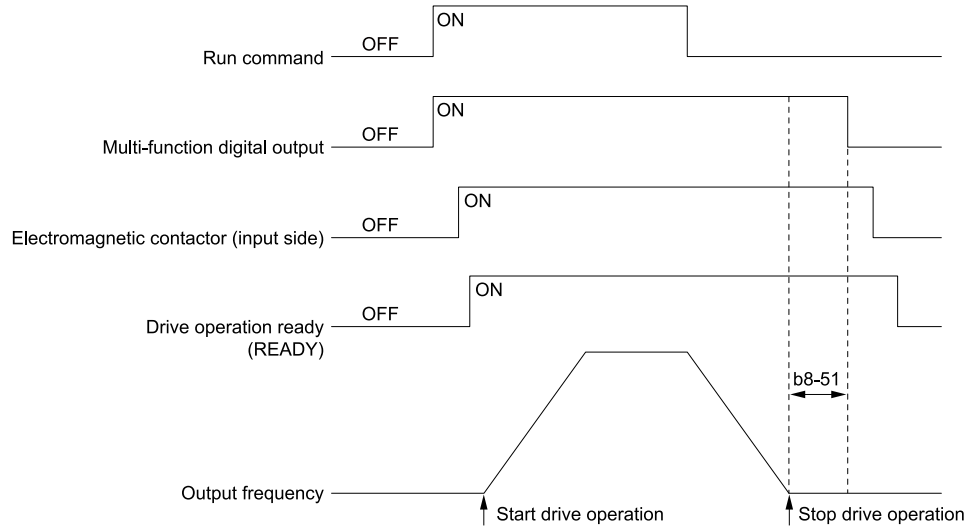 ON
OFF
Run command
ON
OFF
Multi-function digital output
ON
OFF
Electromagnetic contactor (input side)
ON
OFF
Drive operation ready
(READY)
b8-51
Output frequency
Start drive operation
Stop drive operation